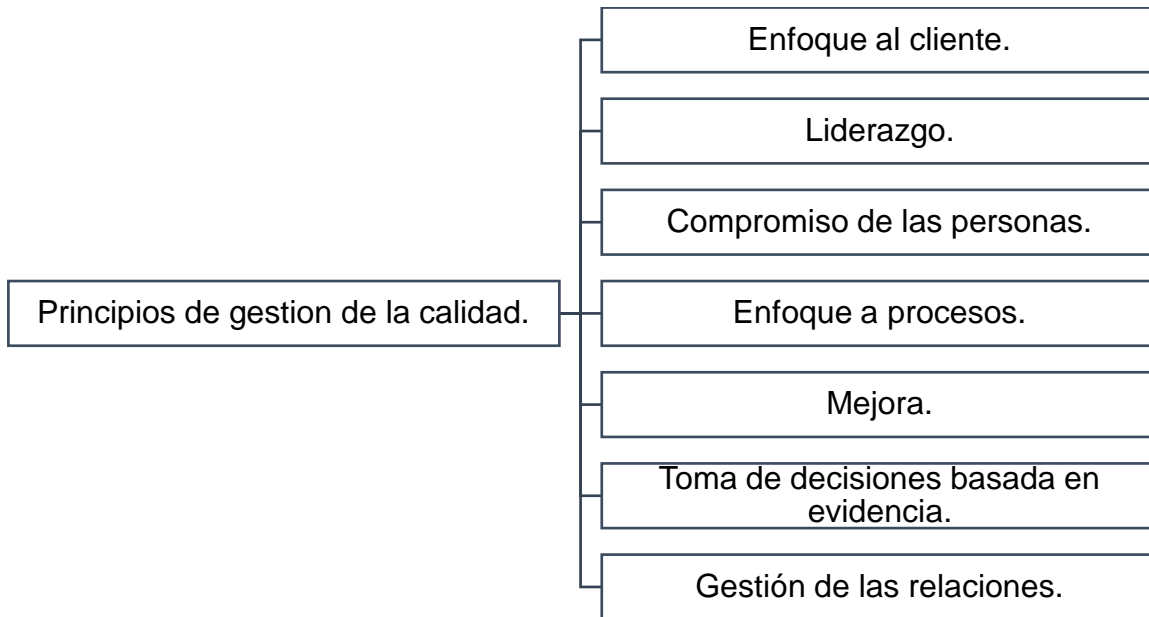 Enfoque al cliente.
Liderazgo.
Compromiso de las personas.
Principios de gestion de la calidad.
Enfoque a procesos.
Mejora.
Toma de decisiones basada en
evidencia.
Gestión de las relaciones.